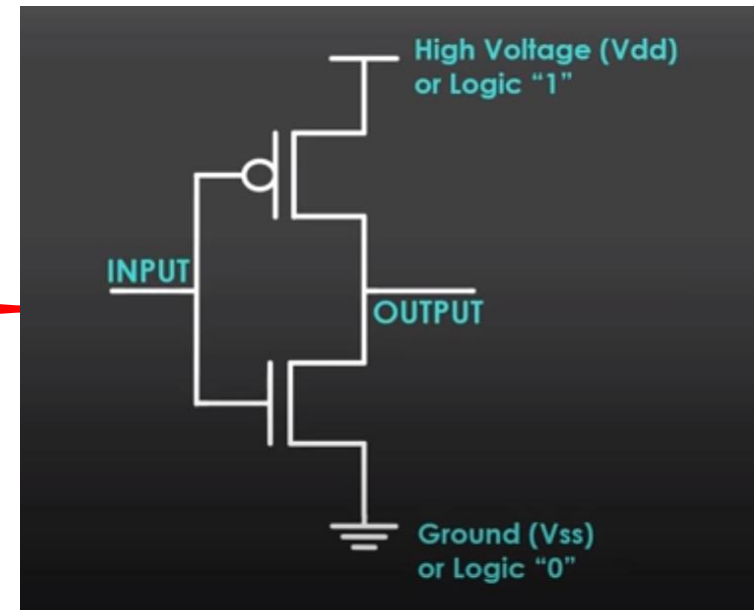 High Voltage (Vdd)
or Logic “1”
INPUT
OUTPUT
Ground (Vss)
or Logic “0”